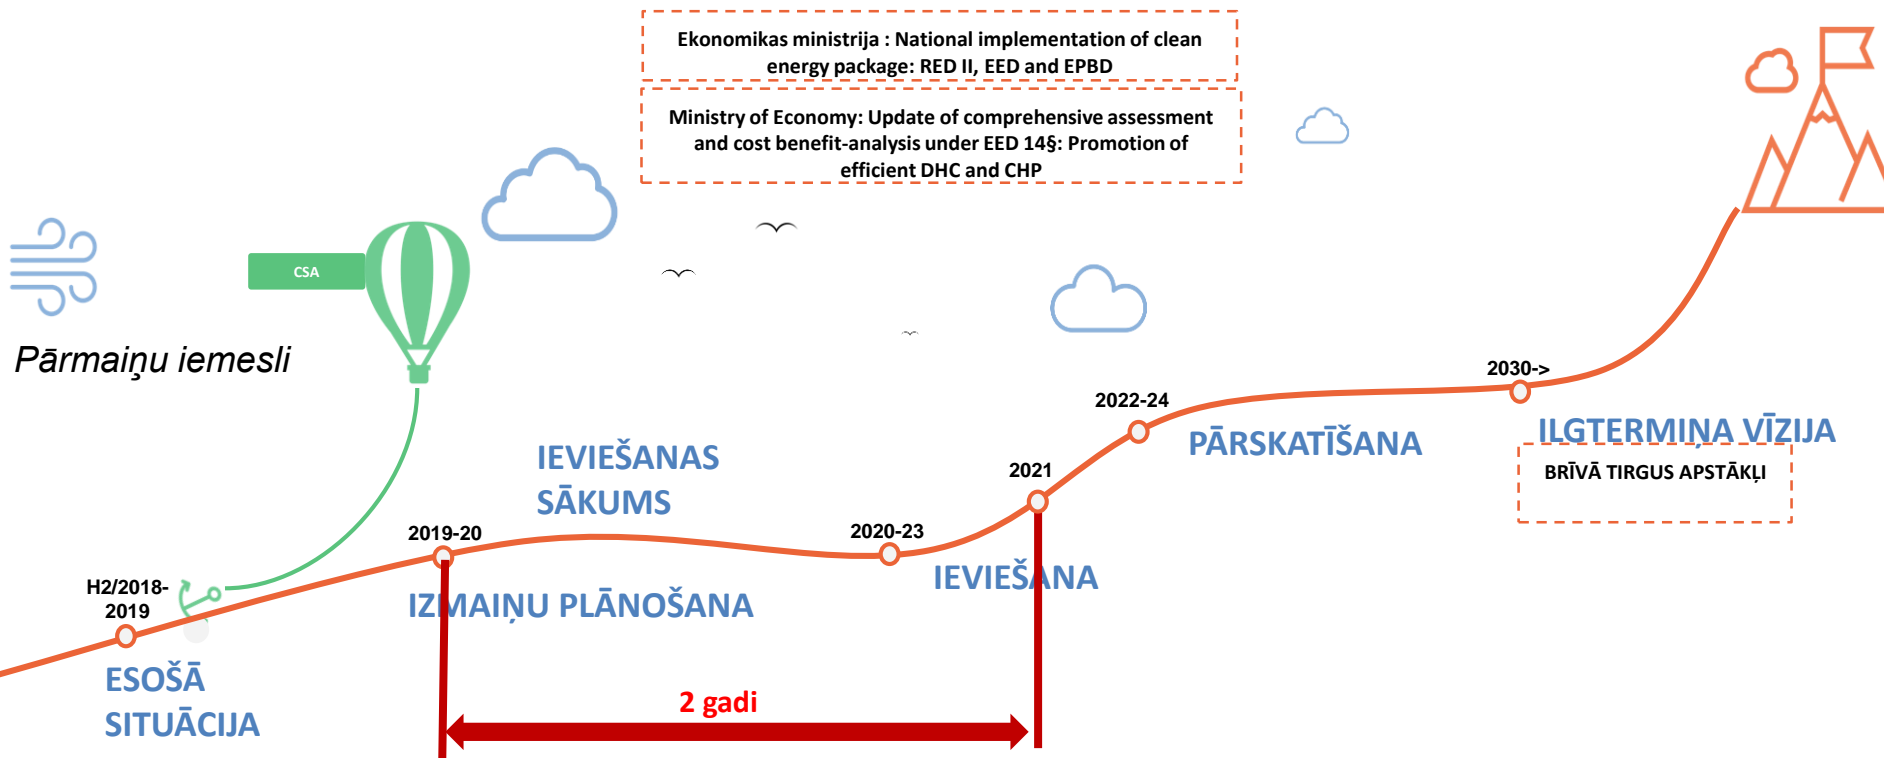 Ekonomikas ministrija : National implementation of clean
energy package: RED II, EED and EPBD
Ministry of Economy: Update of comprehensive assessment
and cost benefit-analysis under EED 14§: Promotion of
efficient DHC and CHP
CSA
Pārmaiņu iemesli
2030->
2022-24
ILGTERMIŅA VĪZIJA
PĀRSKATĪŠANA
BRĪVĀ TIRGUS APSTĀKĻI
IEVIEŠANAS
SĀKUMS
2021
2019-20
2020-23
IEVIEŠANA
H2/2018-
2019
IZMAIŅU PLĀNOŠANA
ESOŠĀ
SITUĀCIJA
2 gadi